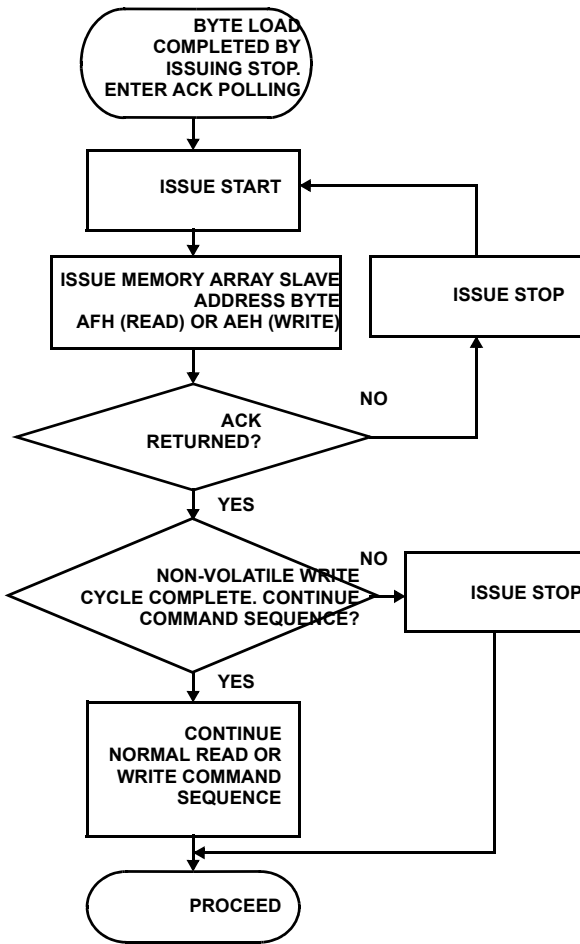 BYTE LOAD
COMPLETED BY
ISSUING STOP.
ENTER ACK POLLING
ISSUE START
ISSUE MEMORY ARRAY SLAVE
ADDRESS BYTE
AFH (READ) OR AEH (WRITE)
ISSUE STOP
NO
ACK
RETURNED?
YES
NO
NON-VOLATILE WRITE
CYCLE COMPLETE. CONTINUE
COMMAND SEQUENCE?
ISSUE STOP
YES
CONTINUE
NORMAL READ OR
WRITE COMMAND
SEQUENCE
PROCEED